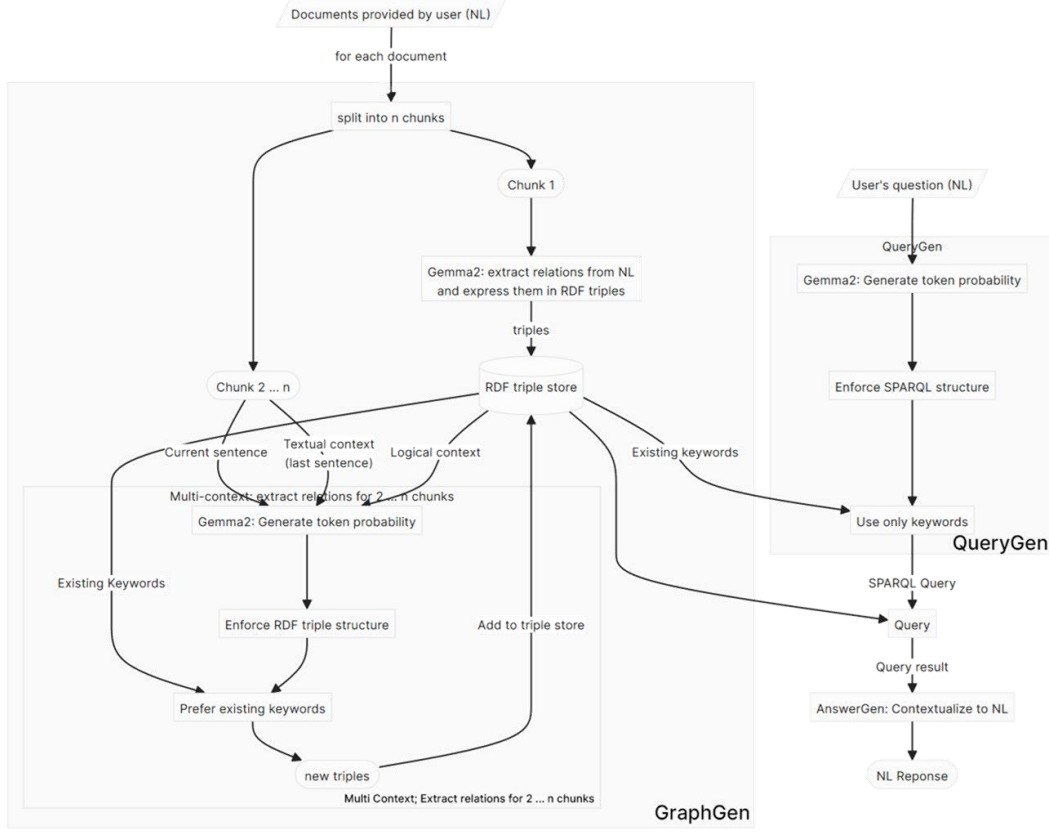 Documents provided by user (NL)
for each document
split into n chunks
Chunk 1
User's question (NL)
QueryGen
Gemma2: extract relations from NL
and express them in RDF triples
Gemma2: Generate token probability
triples
Chunk 2 ... n
RDF triple store
Enforce SPARQL structure
Current sentence
Textual context
(last sentence)
Logical context
Existing keywords
Multi-context: extract relations for 2 ... n chunks
Gemma2: Generate token probability
Use only keywords
QueryGen
Existing Keywords
SPARQL Query
Enforce RDF triple structure
Add to triple store
Query
Query result
Prefer existing keywords
AnswerGen: Contextualize to NL
new triples
NL Reponse
Multi Context; Extract relations for 2 ... n chunks
GraphGen